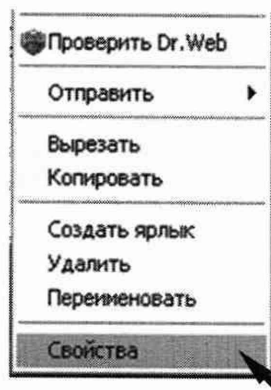 Проверить Dr.Web
Отправить
Вырезать
Копировать
Создать ярлык
Удалить
Переименовать
Свойства